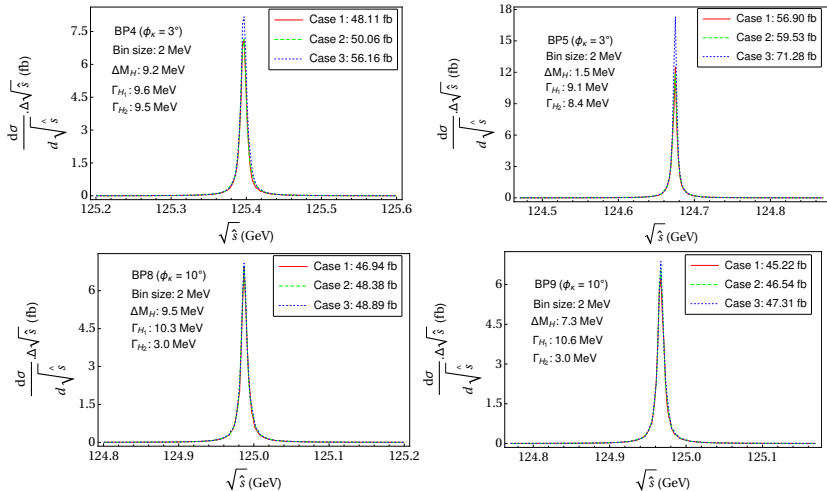 BP4 (ϕκ = 3°)
Bin size: 2 MeV
ΔMH: 9.2 MeV
ΓH1: 9.6 MeV
ΓH2: 9.5 MeV
Case 1: 48.11 fb
Case 2: 50.06 fb
Case 3: 56.16 fb
7.5
6
4.5
3
1.5
0
dσ/d√ŝ .Δ√ŝ (fb)
125.2 125.3 125.4 125.5 125.6
√ŝ (GeV)
BP5 (ϕκ = 3°)
Bin size: 2 MeV
ΔMH: 1.5 MeV
ΓH1: 9.1 MeV
ΓH2: 8.4 MeV
Case 1: 56.90 fb
Case 2: 59.53 fb
Case 3: 71.28 fb
18
15
12
9
6
3
0
dσ/d√ŝ .Δ√ŝ (fb)
124.5 124.6 124.7 124.8
√ŝ (GeV)
BP8 (ϕκ = 10°)
Bin size: 2 MeV
ΔMH: 9.5 MeV
ΓH1: 10.3 MeV
ΓH2: 3.0 MeV
Case 1: 46.94 fb
Case 2: 48.38 fb
Case 3: 48.89 fb
6
4.5
3
1.5
0
dσ/d√ŝ .Δ√ŝ (fb)
124.8 124.9 125.0 125.1 125.2
√ŝ (GeV)
BP9 (ϕκ = 10°)
Bin size: 2 MeV
ΔMH: 7.3 MeV
ΓH1: 10.6 MeV
ΓH2: 3.0 MeV
Case 1: 45.22 fb
Case 2: 46.54 fb
Case 3: 47.31 fb
6
4.5
3
1.5
0
dσ/d√ŝ .Δ√ŝ (fb)
124.8 124.9 125.0 125.1
√ŝ (GeV)